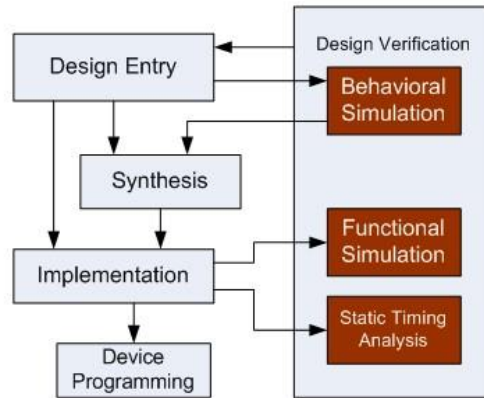 Design Entry
Design Verification
Behavioral
Simulation
Synthesis
Functional
Simulation
Implementation
Static Timing
Analysis
Device
Programming